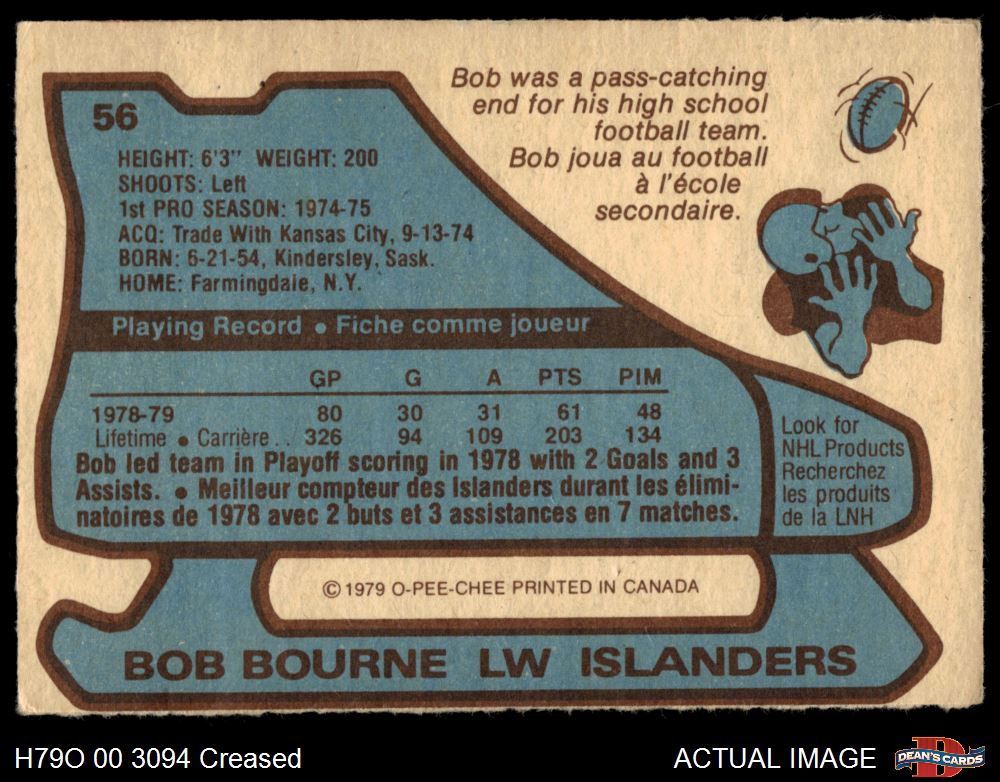 56
Bob was a pass-catching
end for his high school
football team.
Bob joua au football
à l'école
secondaire.
HEIGHT: 6'3" WEIGHT: 200
SHOOTS: Left
1st PRO SEASON: 1974-75
ACQ: Trade With Kansas City, 9-13-74
BORN: 6-21-54, Kindersley, Sask.
HOME: Farmingdale, N.Y.
Playing Record • Fiche comme joueur
GP G A PTS PIM
1978-79 80 30 31 61 48
Lifetime • Carrière . . 326 94 109 203 134
Bob led team in Playoff scoring in 1978 with 2 Goals and 3
Assists. • Meilleur compteur des Islanders durant les élimi-
natoires de 1978 avec 2 buts et 3 assistances en 7 matches.
Look for
NHL Products
Recherchez
les produits
de la LNH
© 1979 O-PEE-CHEE PRINTED IN CANADA
BOB BOURNE LW ISLANDERS
H79O 00 3094 Creased
ACTUAL IMAGE
D
DEAN'S CARDS